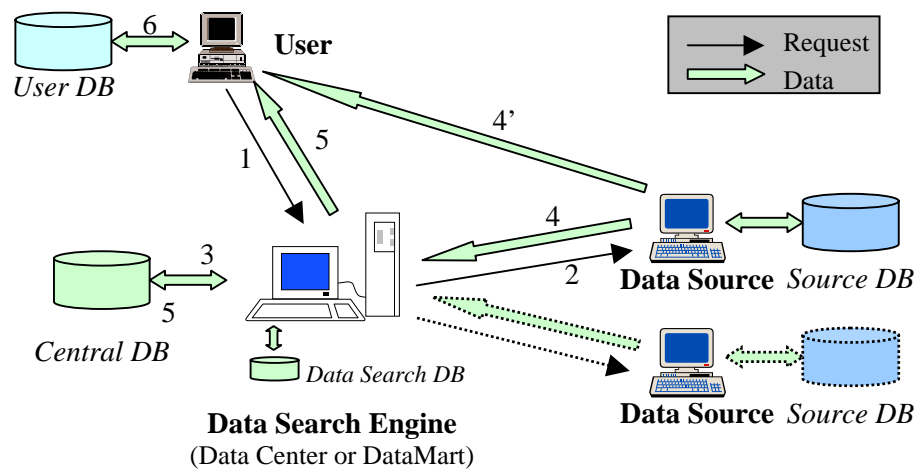 6
User
User DB
Request
Data
4’
1
5
4
2
3
5
Central DB
Data Source
Source DB
Data Search DB
Data Search Engine
(Data Center or DataMart)
Data Source
Source DB